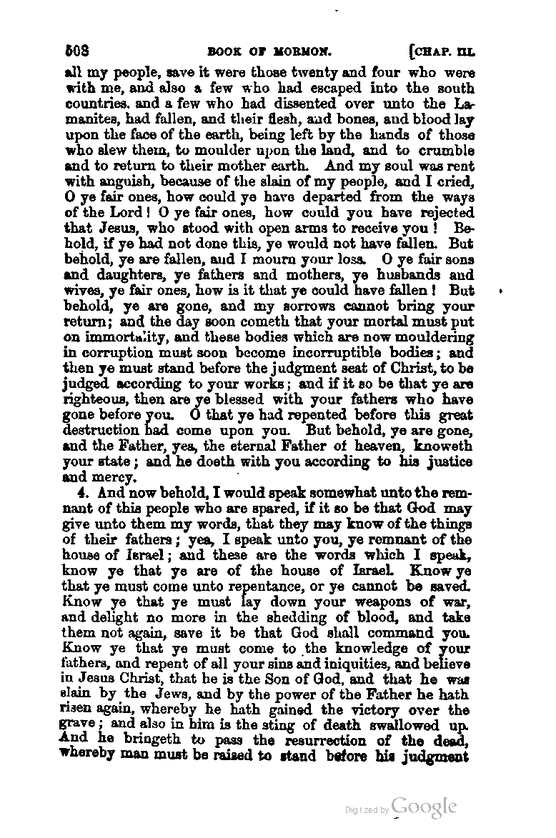 508 BOOK OF MORMON. [CHAP. III.
all my people, save it were those twenty and four who were
with me, and also a few who had escaped into the south
countries. and a few who had dissented over unto the La-
manites, had fallen, and their flesh, and bones, and blood lay
upon the face of the earth, being left by the hands of those
who slew them, to moulder upon the land, and to crumble
and to return to their mother earth. And my soul was rent
with anguish, because of the slain of my people, and I cried,
O ye fair ones, how could ye have departed from the ways
of the Lord! O ye fair ones, how could you have rejected
that Jesus, who stood with open arms to receive you! Be-
hold, if ye had not done this, ye would not have fallen. But
behold, ye are fallen, and I mourn your loss. O ye fair sons
and daughters, ye fathers and mothers, ye husbands and
wives, ye fair ones, how is it that ye could have fallen! But
behold, ye are gone, and my sorrows cannot bring your
return; and the day soon cometh that your mortal must put
on immortality, and these bodies which are now mouldering
in corruption must soon become incorruptible bodies; and
then ye must stand before the judgment seat of Christ, to be
judged according to your works; and if it so be that ye are
righteous, then are ye blessed with your fathers who have
gone before you. O that ye had repented before this great
destruction had come upon you. But behold, ye are gone,
and the Father, yea, the eternal Father of heaven, knoweth
your state; and he doeth with you according to his justice
and mercy.
4. And now behold, I would speak somewhat unto the rem-
nant of this people who are spared, if it so be that God may
give unto them my words, that they may know of the things
of their fathers; yea, I speak unto you, ye remnant of the
house of Israel; and these are the words which I speak,
know ye that ye are of the house of Israel. Know ye
that ye must come unto repentance, or ye cannot be saved.
Know ye that ye must lay down your weapons of war,
and delight no more in the shedding of blood, and take
them not again, save it be that God shall command you.
Know ye that ye must come to the knowledge of your
fathers, and repent of all your sins and iniquities, and believe
in Jesus Christ, that he is the Son of God, and that he was
slain by the Jews, and by the power of the Father he hath
risen again, whereby he hath gained the victory over the
grave; and also in him is the sting of death swallowed up.
And he bringeth to pass the resurrection of the dead,
whereby man must be raised to stand before his judgment
Digitized by Google